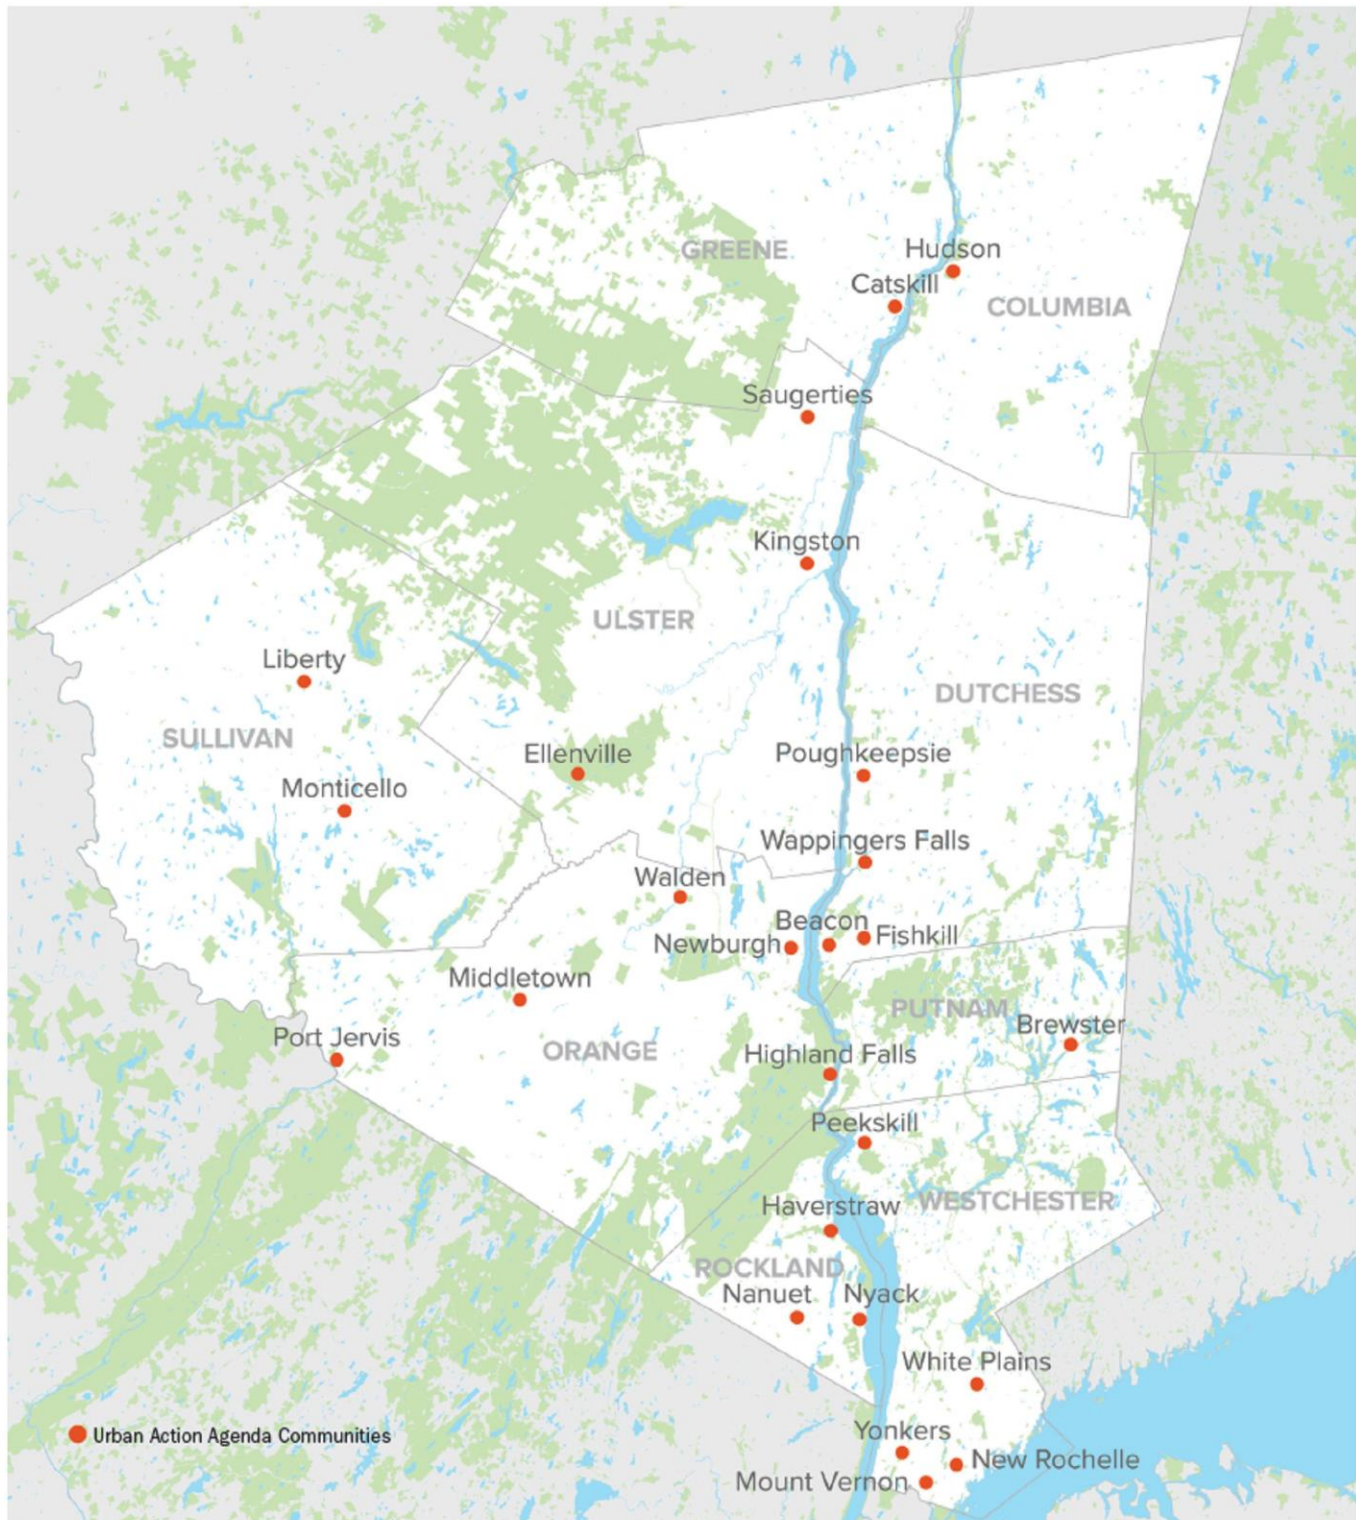 Hudson
GREENE
Catskill
COLUMBIA
Saugerties
Kingston
ULSTER
Liberty
DUTCHESS
SULLIVAN
Ellenville
Poughkeepsie
Monticello
Wappingers Falls
Walden
Beacon
Fishkill
Newburgh
Middletown
PUTNAM
Brewster
Port Jervis
ORANGE
Highland Falls
Peekskill
WESTCHESTER
Haverstraw
ROCKLAND
Nanuet
Nyack
White Plains
Yonkers
Urban Action Agenda Communities
New Rochelle
Mount Vernon